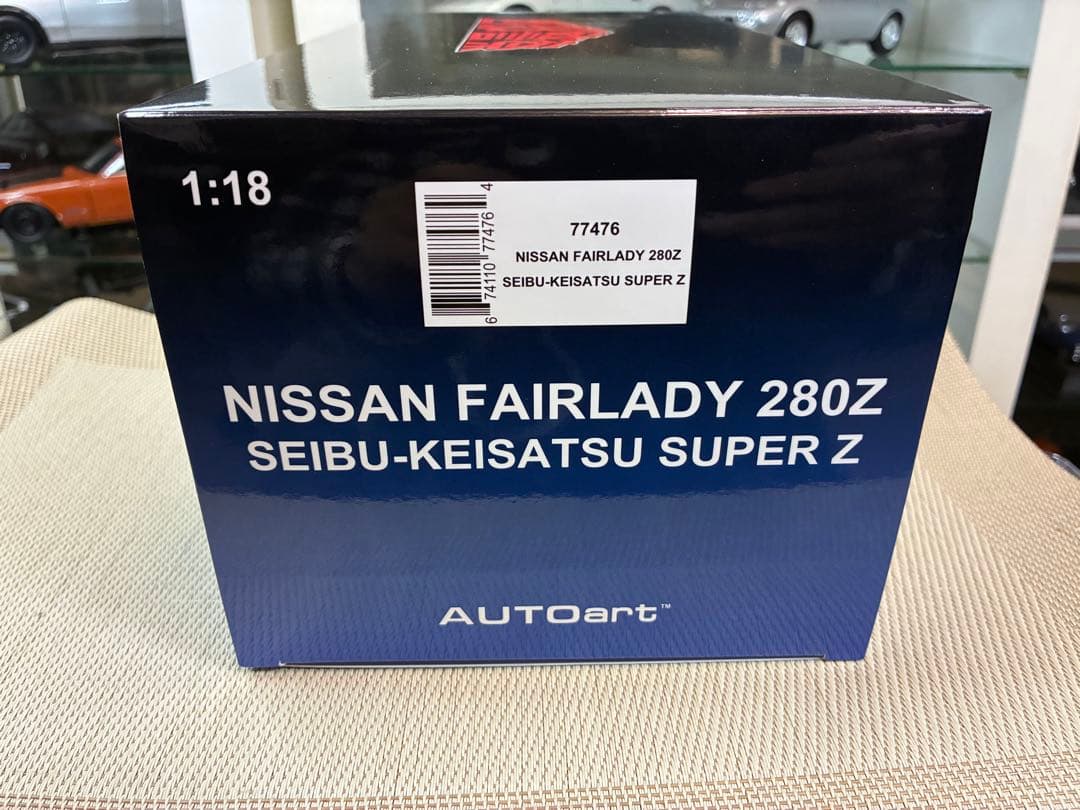 1:18
6 74110 77476 4
77476
NISSAN FAIRLADY 280Z
SEIBU-KEISATSU SUPER Z
NISSAN FAIRLADY 280Z
SEIBU-KEISATSU SUPER Z
AUTOart™